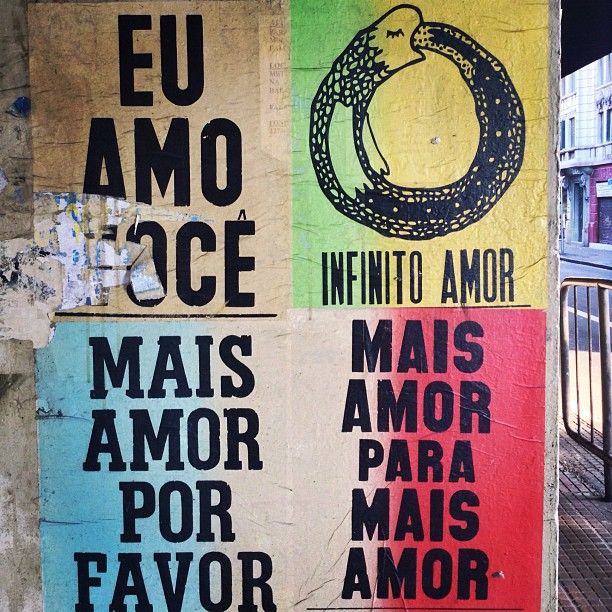 EU
AMO
VOCÊ
INFINITO AMOR
MAIS
AMOR
POR
FAVOR
MAIS
AMOR
PARA
MAIS
AMOR